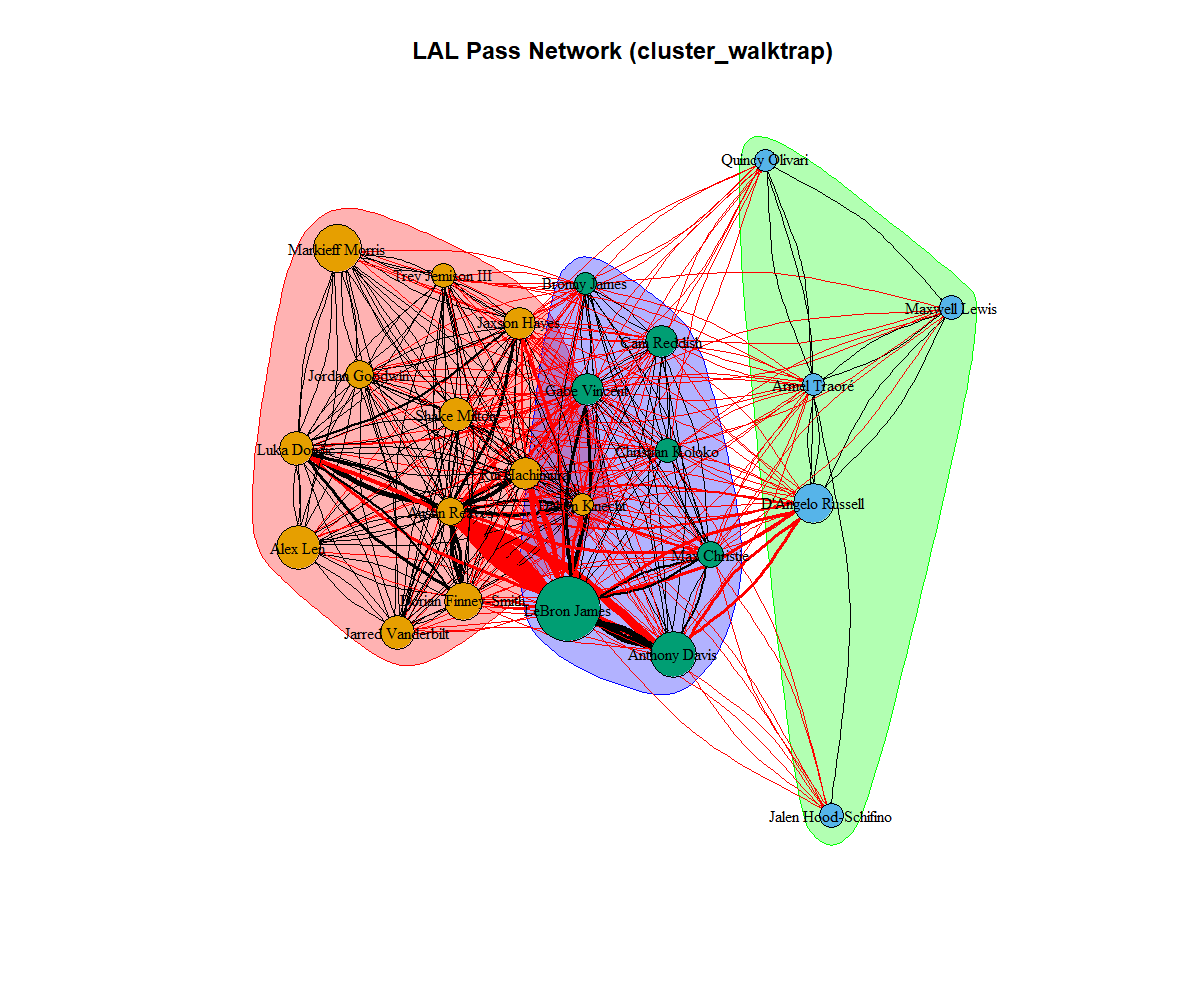 LAL Pass Network (cluster_walktrap)
Quincy Olivari
Markieff Morris
Trey Jemison III
Bronny James
Maxwell Lewis
Jaxson Hayes
Cam Reddish
Jordan Goodwin
Armel Traoré
Gabe Vincent
Shake Milton
Luka Doncic
Christian Koloko
Rui Hachimura
D'Angelo Russell
Dalton Knecht
Austin Reaves
Alex Len
Max Christie
Dorian Finney-Smith
LeBron James
Jarred Vanderbilt
Anthony Davis
Jalen Hood-Schifino